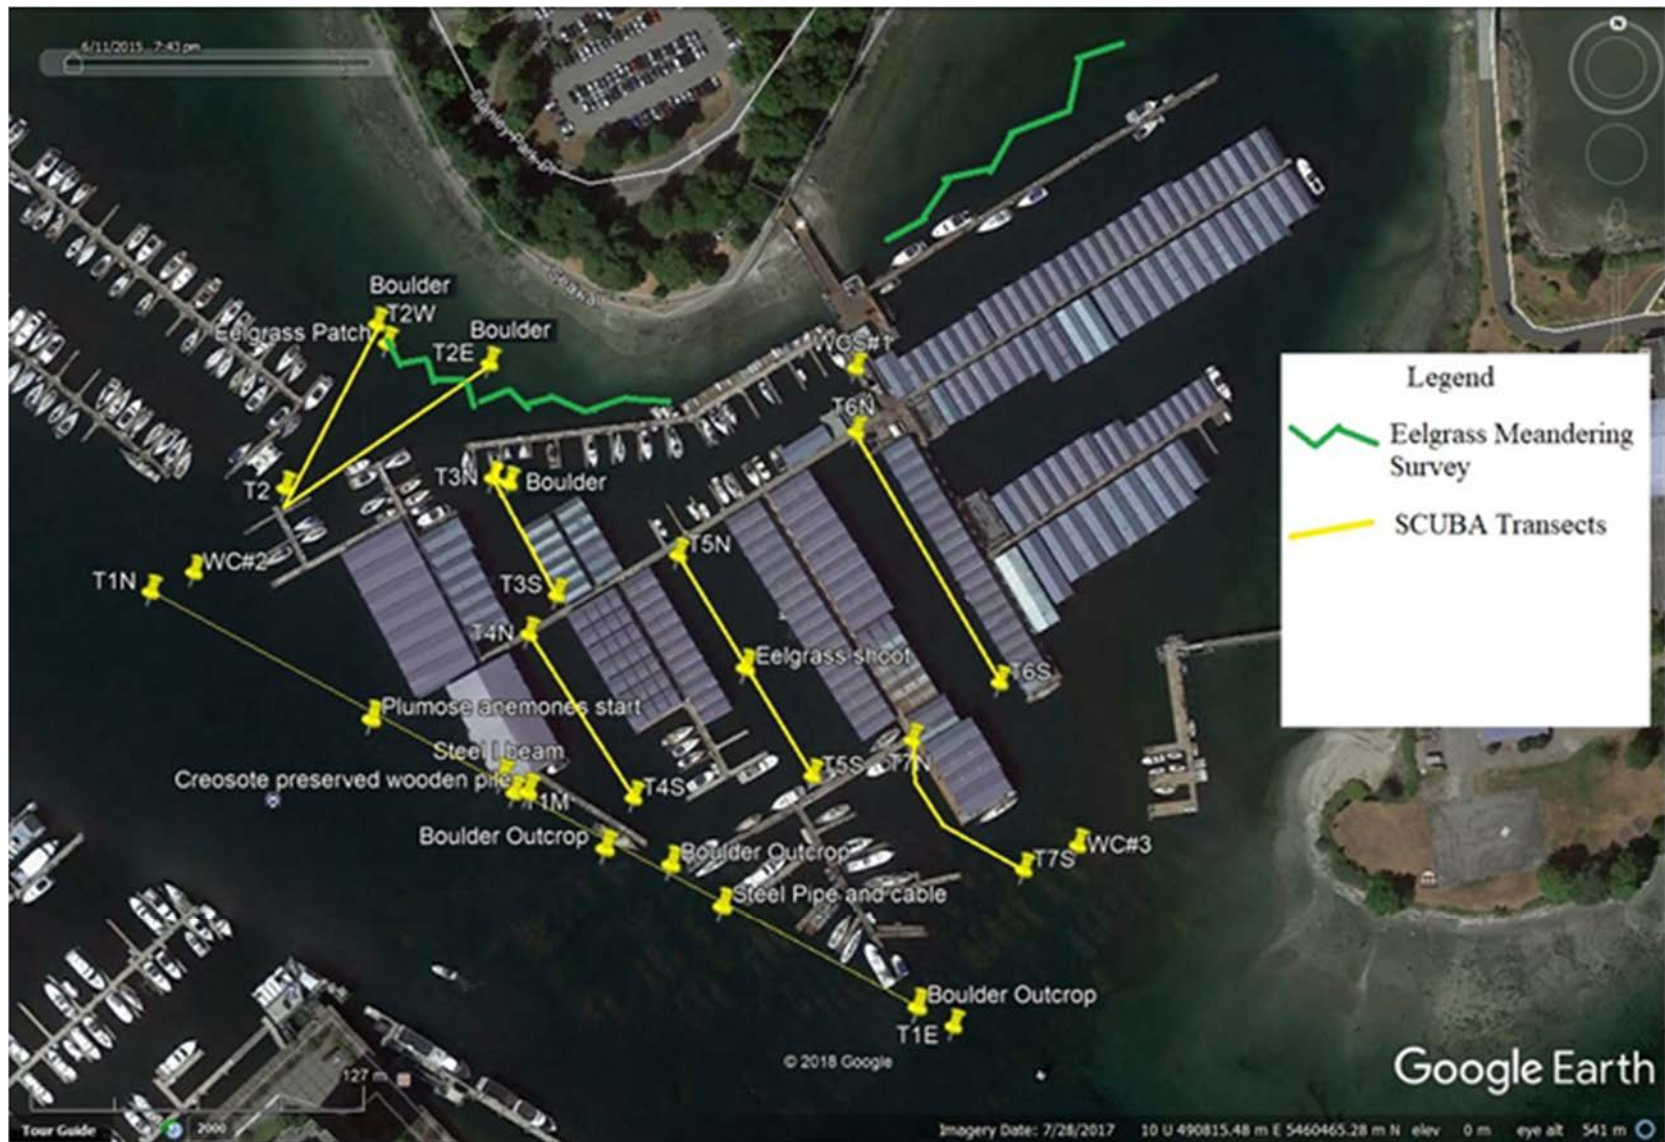 6/11/2015 7:43 pm
N
Stanley-Park-Dr
Boulder
T2W
Eelgrass Patch
Boulder
T2E
WCS#1
T6N
Legend
Eelgrass Meandering
Survey
SCUBA Transects
T2
T3N
Boulder
WC#2
T1N
T5N
T3S
T4N
Eelgrass shoot
T6S
Plumose anemones start
Steel I beam
Creosote preserved wooden pile
T1M
T4S
T5S
T7N
Boulder Outcrop
Boulder Outcrop
T7S
WC#3
Steel Pipe and cable
Boulder Outcrop
T1E
© 2018 Google
Google Earth
127 m
Tour Guide
2000
Imagery Date: 7/28/2017 10 U 490815.48 m E 5460465.28 m N elev 0 m eye alt 541 m